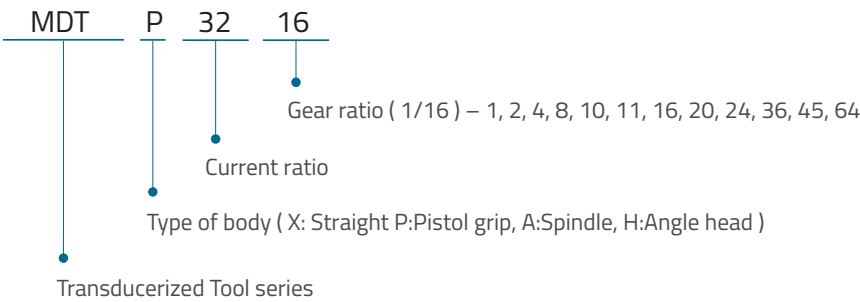 MDT P 32 16
Gear ratio ( 1/16 ) – 1, 2, 4, 8, 10, 11, 16, 20, 24, 36, 45, 64
Current ratio
Type of body ( X: Straight P:Pistol grip, A:Spindle, H:Angle head )
Transducerized Tool series